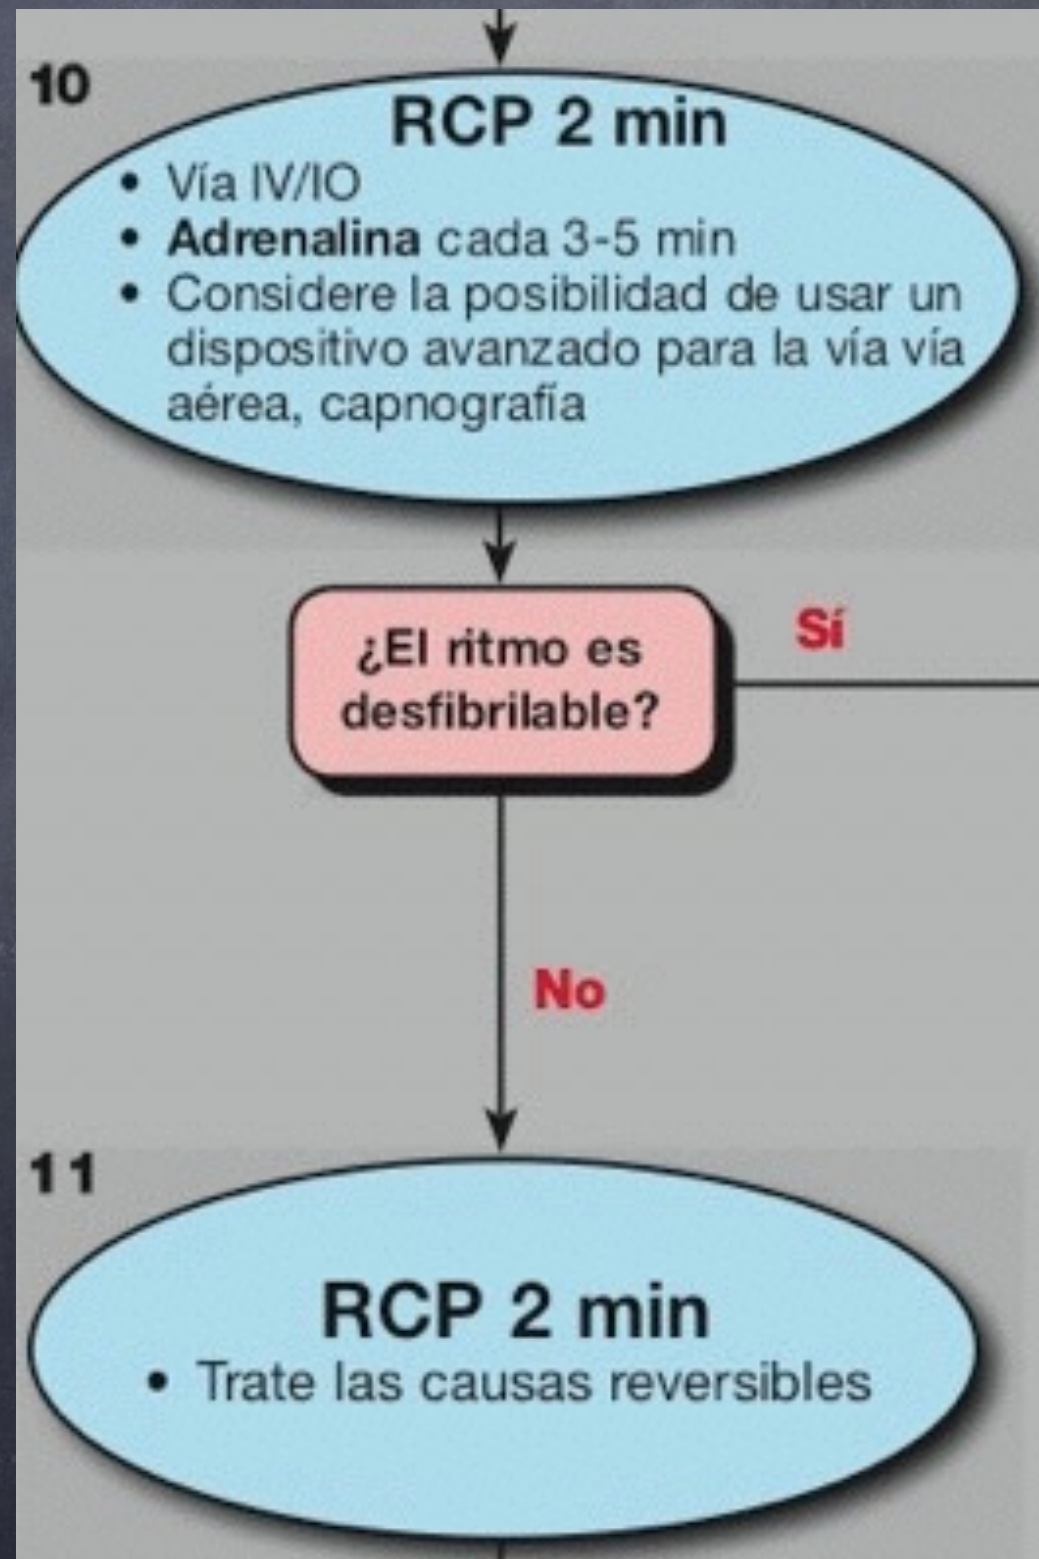 10
RCP 2 min
• Vía IV/IO
• Adrenalina cada 3-5 min
• Considere la posibilidad de usar un
dispositivo avanzado para la vía vía
aérea, capnografía
¿El ritmo es
desfibrilable?
Sí
No
11
RCP 2 min
• Trate las causas reversibles